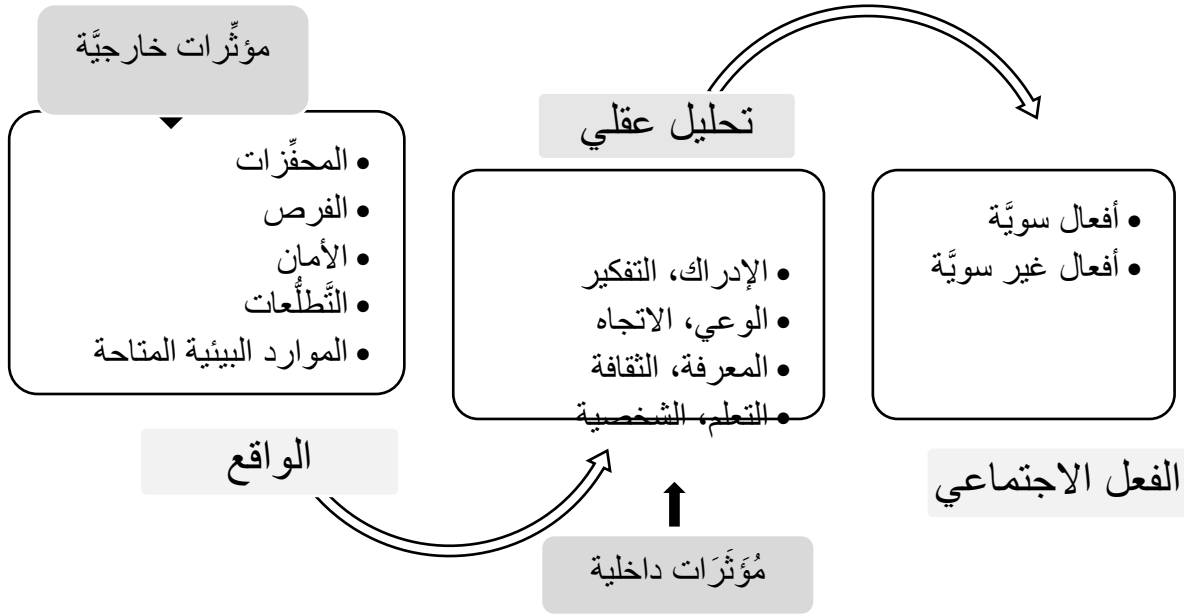 مؤثِّرات خارجيَّة
• المحفِّزات
• الفرص
• الأمان
• التَّطلُّعات
• الموارد البيئية المتاحة
الواقع
تحليل عقلي
• الإدراك، التفكير
• الوعي، الاتجاه
• المعرفة، الثقافة
• التعلم، الشخصية
مُؤَثَرَات داخلية
• أفعال سويَّة
• أفعال غير سويَّة
الفعل الاجتماعي